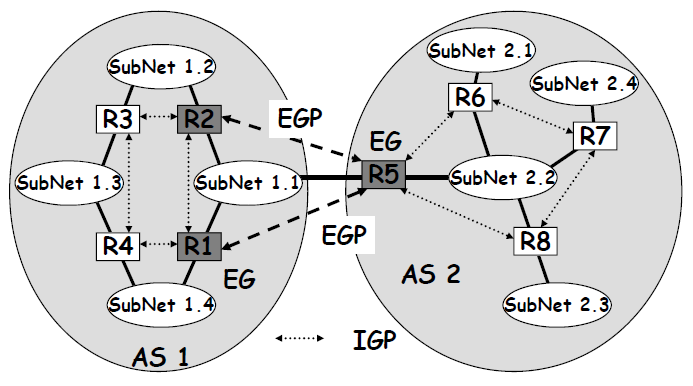 SubNet 1.2
R3
R2
SubNet 1.3
SubNet 1.1
R4
R1
EG
SubNet 1.4
AS 1
EGP
EGP
IGP
SubNet 2.1
SubNet 2.4
R6
R7
EG
R5
SubNet 2.2
R8
AS 2
SubNet 2.3